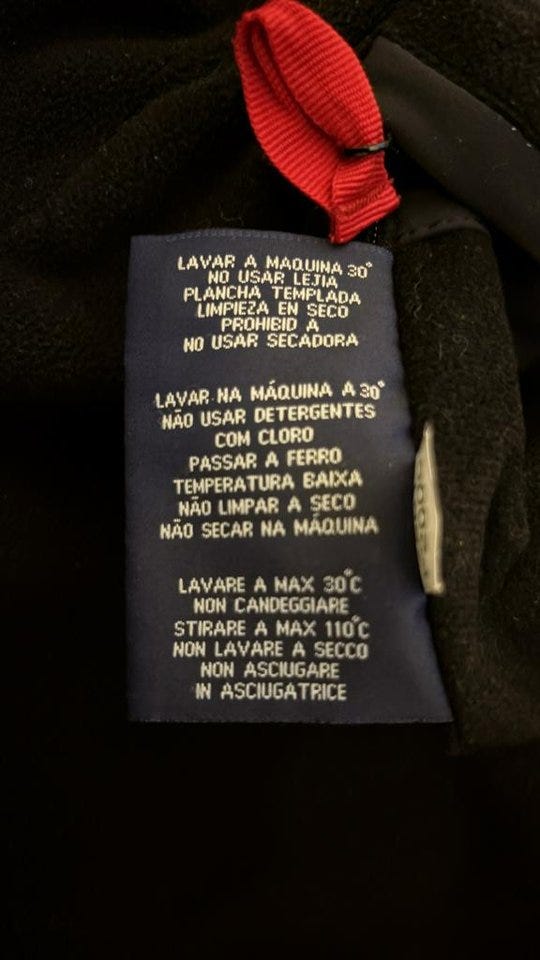 LAVAR A MAQUINA 30°
NO USAR LEJIA
PLANCHA TEMPLADA
LIMPIEZA EN SECO
PROHIBID A
NO USAR SECADORA
LAVAR NA MÁQUINA A 30°
NÃO USAR DETERGENTES
COM CLORO
PASSAR A FERRO
TEMPERATURA BAIXA
NÃO LIMPAR A SECO
NÃO SECAR NA MÁQUINA
LAVARE A MAX 30°C
NON CANDEGGIARE
STIRARE A MAX 110°C
NON LAVARE A SECCO
NON ASCIUGARE
IN ASCIUGATRICE